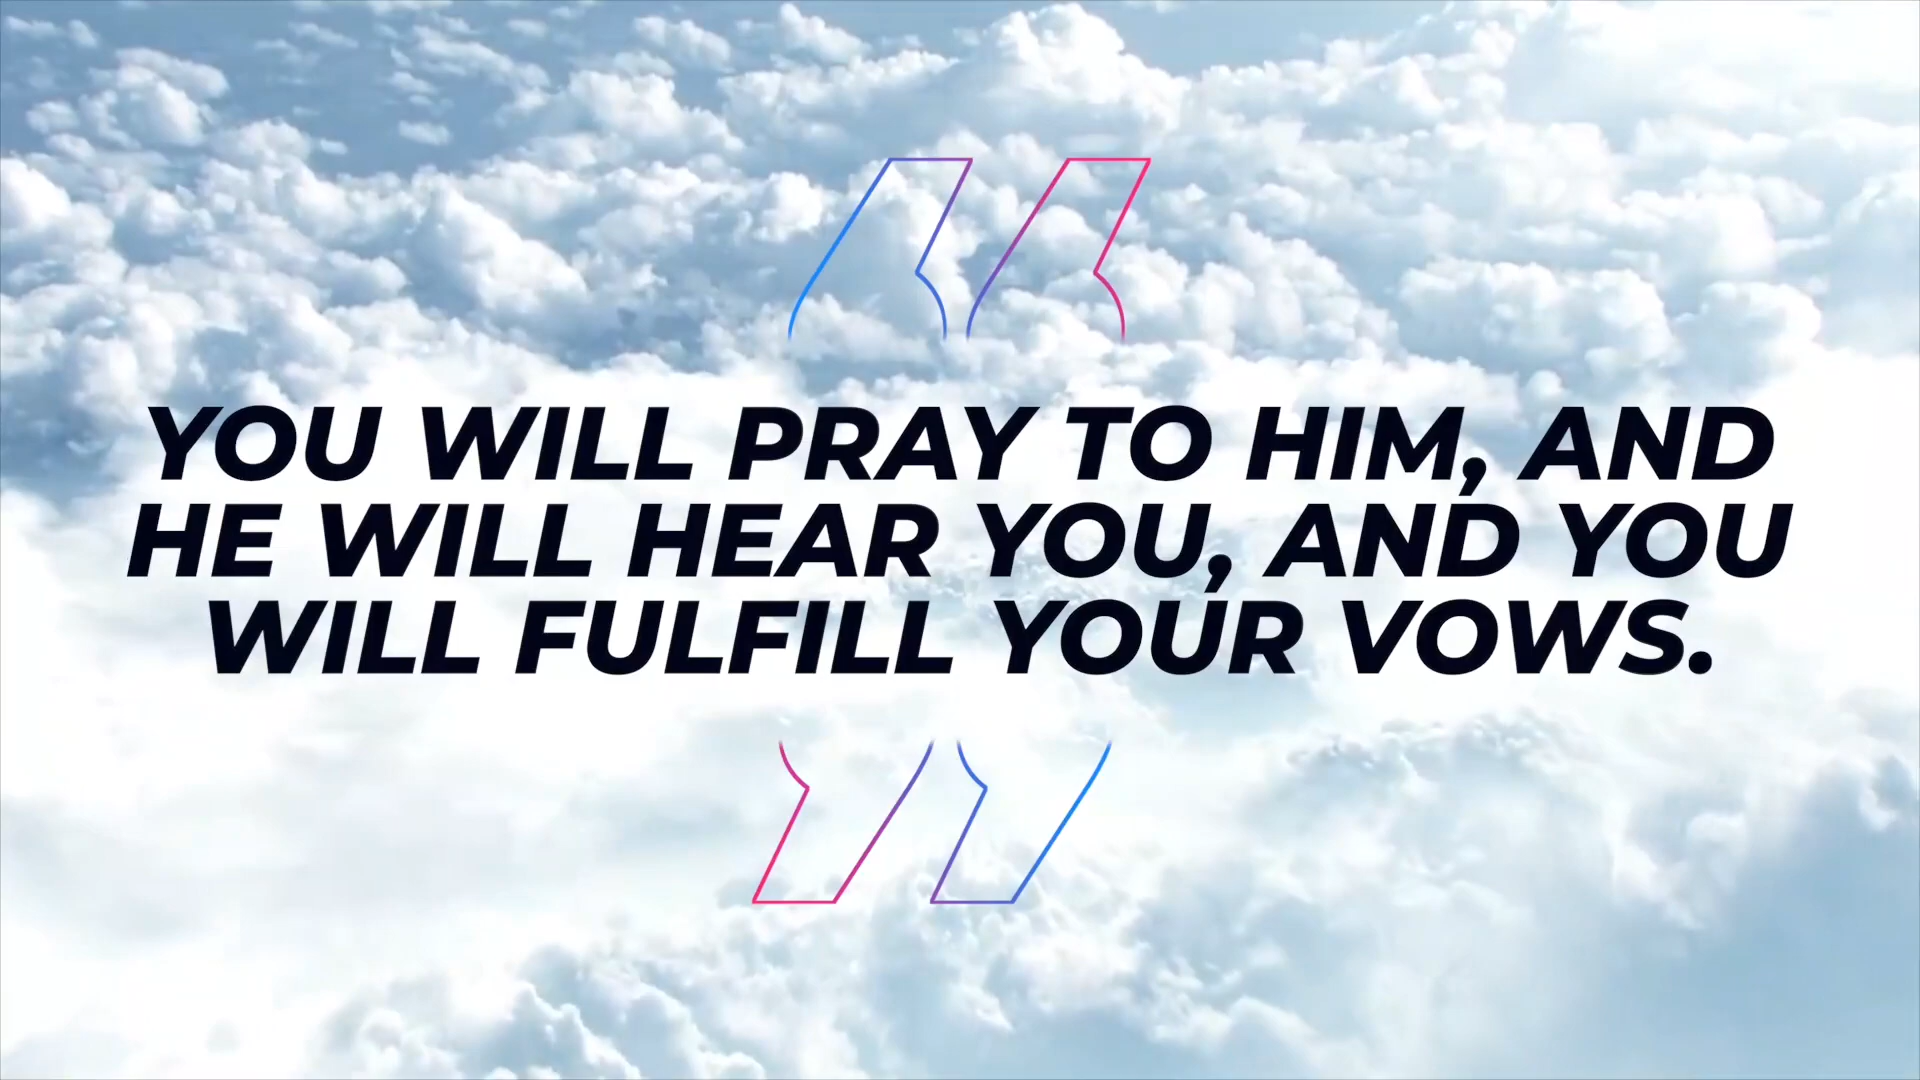 YOU WILL PRAY TO HIM, AND
HE WILL HEAR YOU, AND YOU
WILL FULFILL YOUR VOWS.